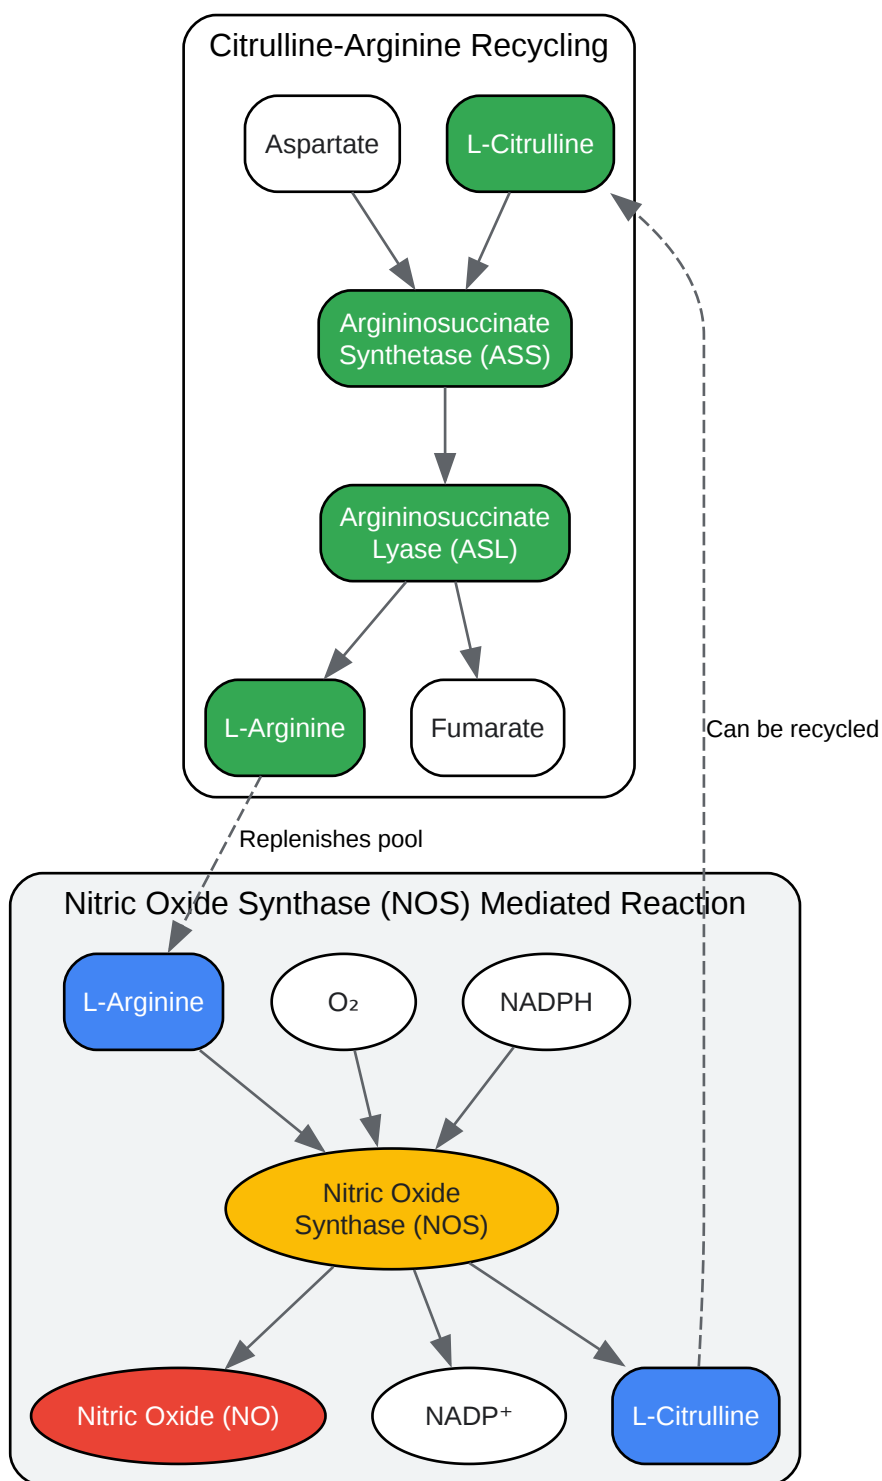 Citrulline-Arginine Recycling
Aspartate
L-Citrulline
Argininosuccinate
Synthetase (ASS)
Argininosuccinate
Lyase (ASL)
L-Arginine
Fumarate
Can be recycled
Replenishes pool
Nitric Oxide Synthase (NOS) Mediated Reaction
L-Arginine
O₂
NADPH
Nitric Oxide
Synthase (NOS)
Nitric Oxide (NO)
NADP⁺
L-Citrulline